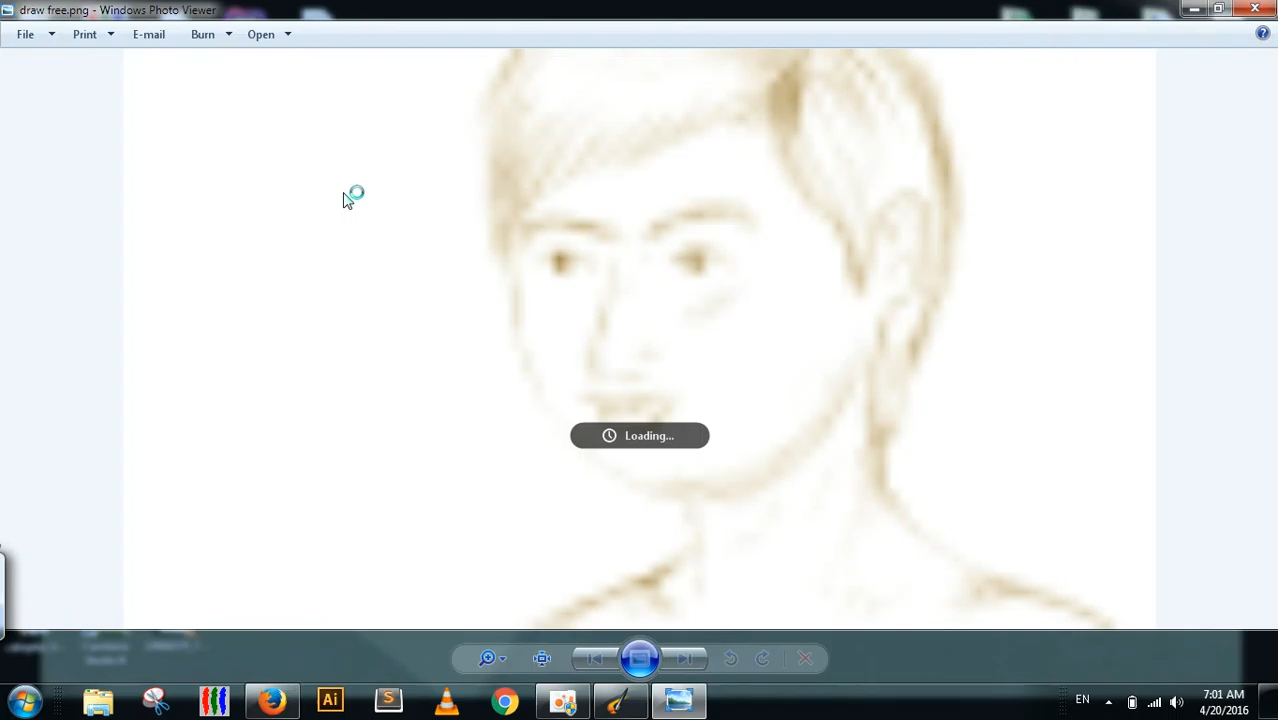 draw free.png - Windows Photo Viewer
File Print E-mail Burn Open
Loading...
Ai
S
EN
7:01 AM
4/20/2016